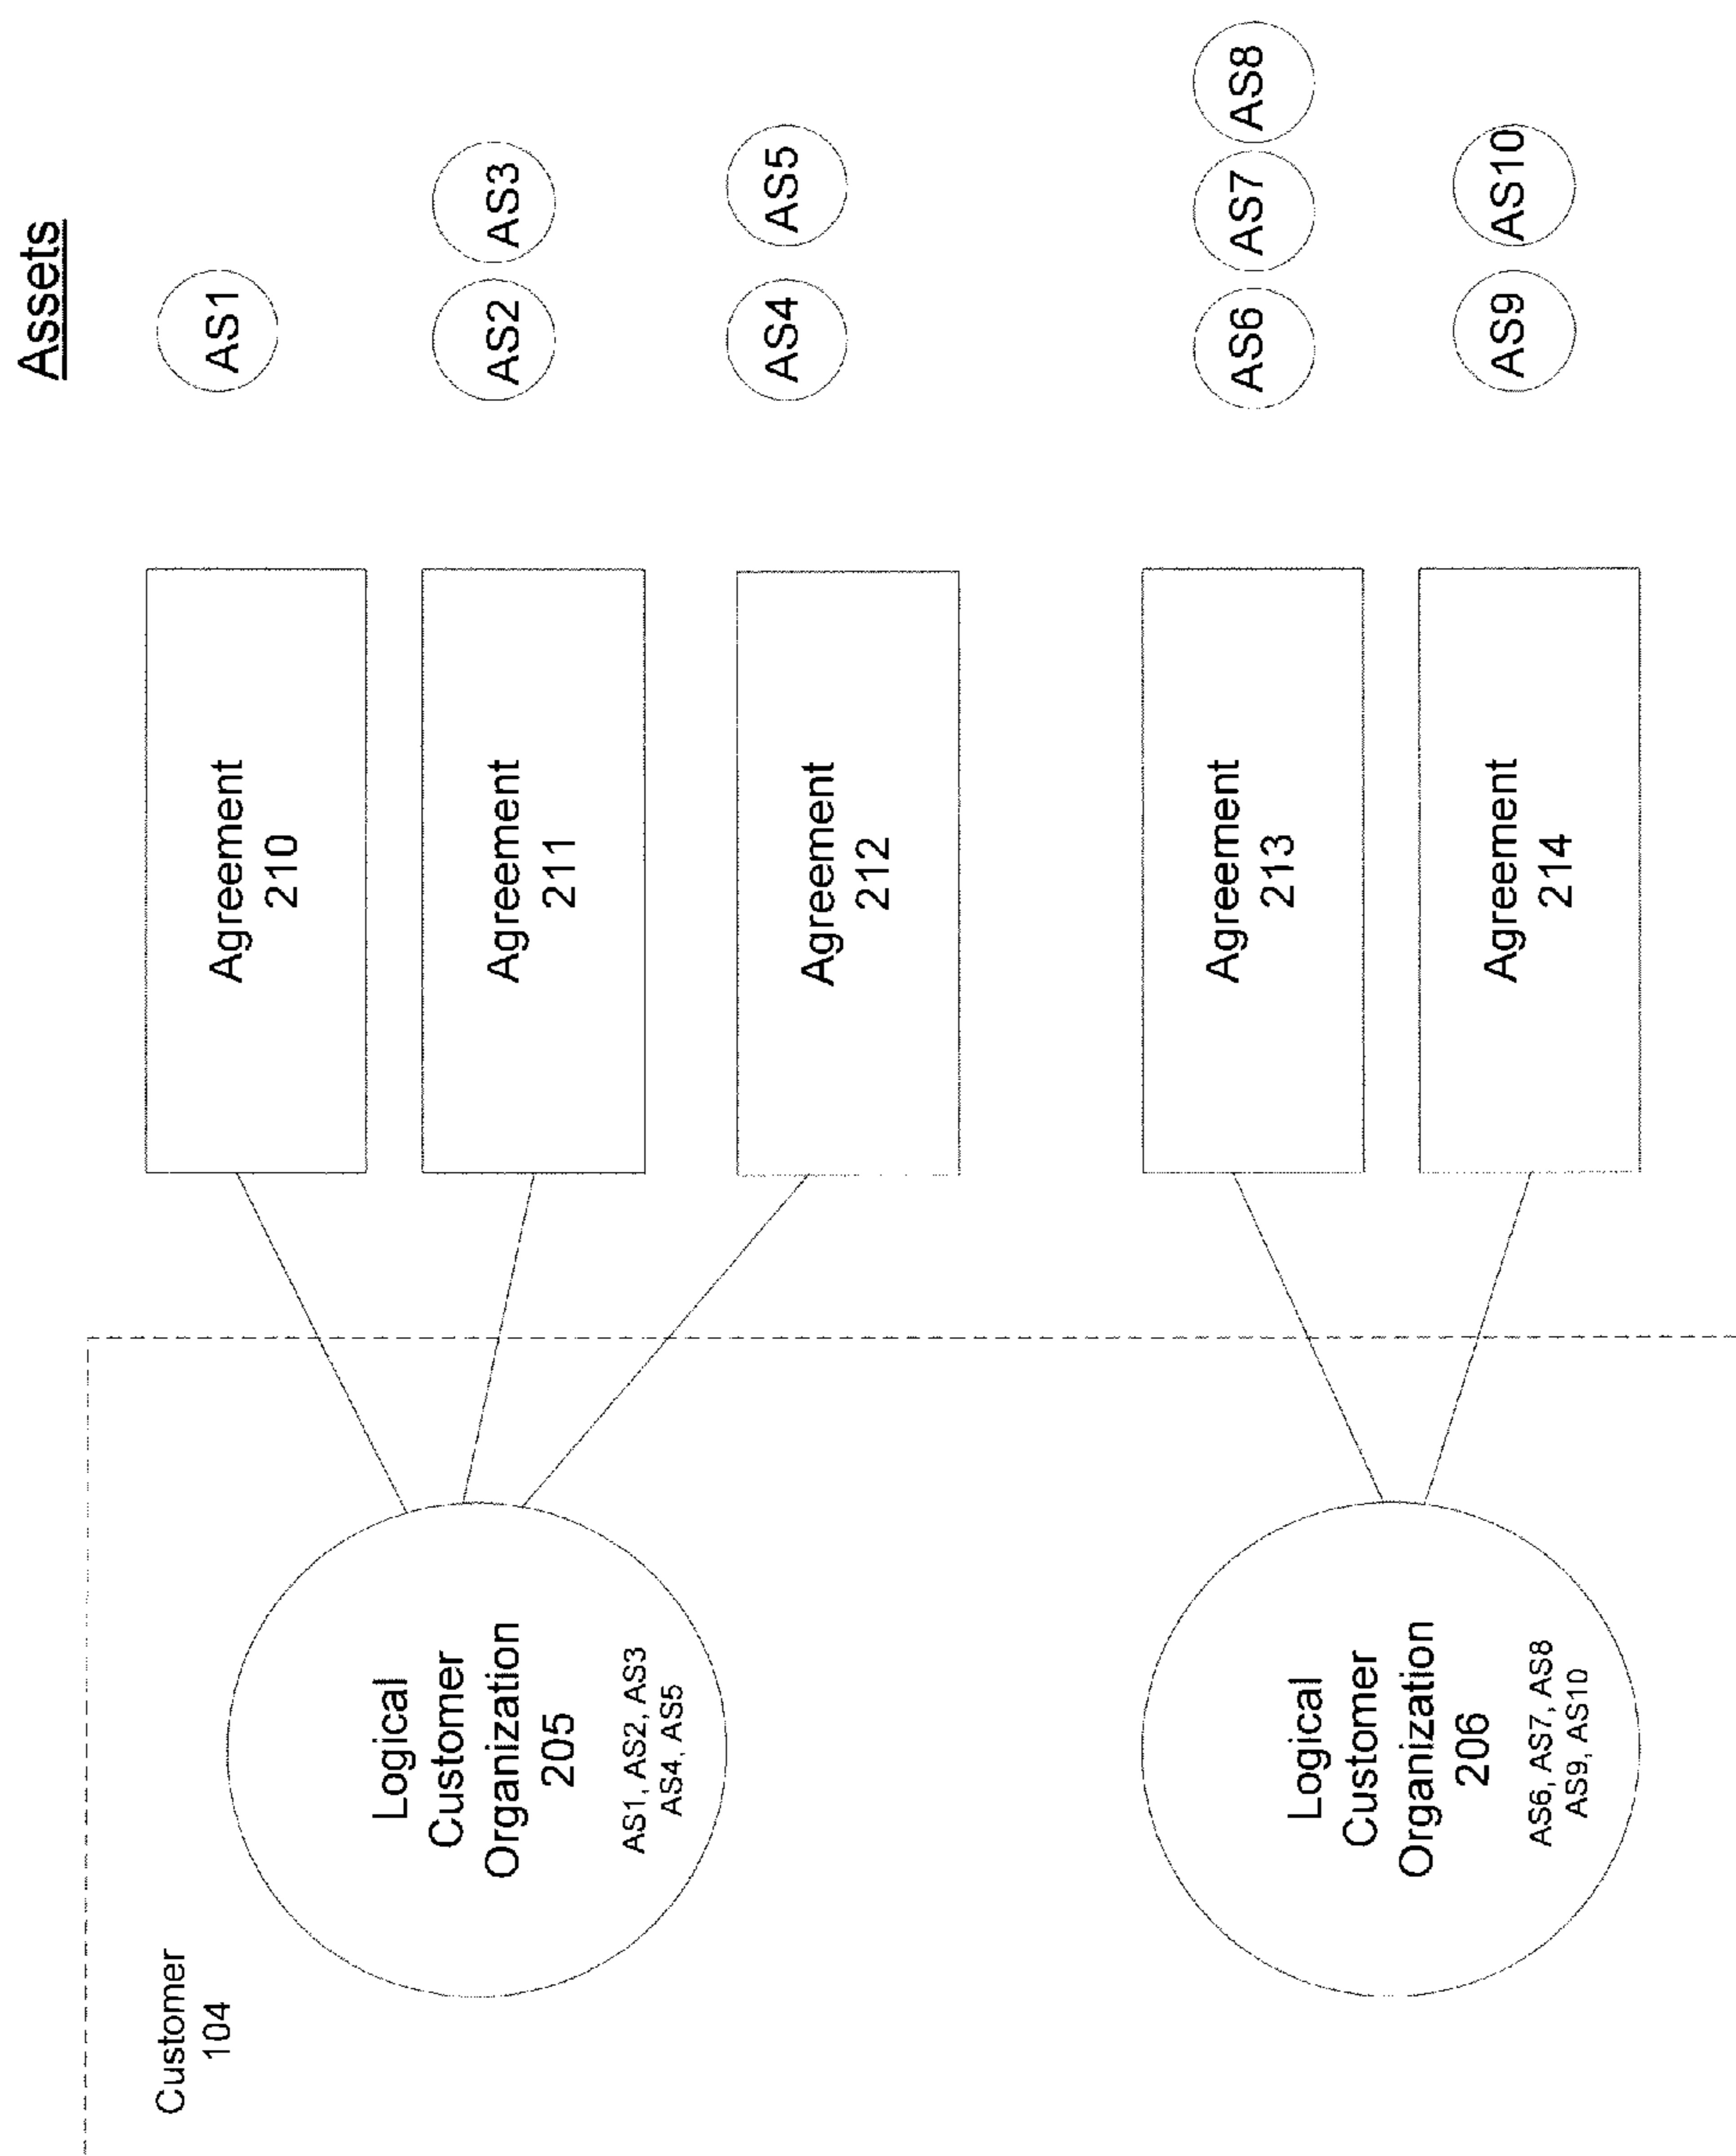 Assets
Customer
104
Logical
Customer
Organization
205
AS1, AS2, AS3
AS4, AS5
Agreement
210
AS1
Agreement
211
AS2
AS3
Agreement
212
AS4
AS5
Logical
Customer
Organization
206
AS6, AS7, AS8
AS9, AS10
Agreement
213
AS6
AS7
AS8
Agreement
214
AS9
AS10